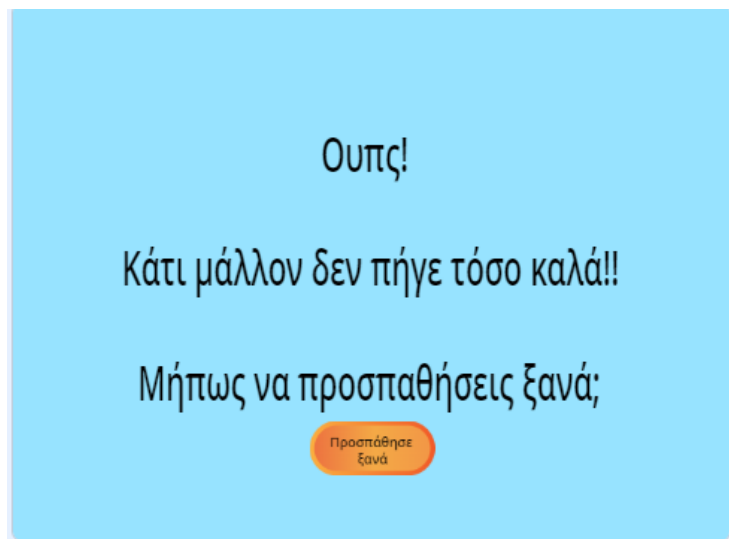 Ουπς!
Κάτι μάλλον δεν πήγε τόσο καλά!!
Μήπως να προσπαθήσεις ξανά;
Προσπάθησε
ξανά